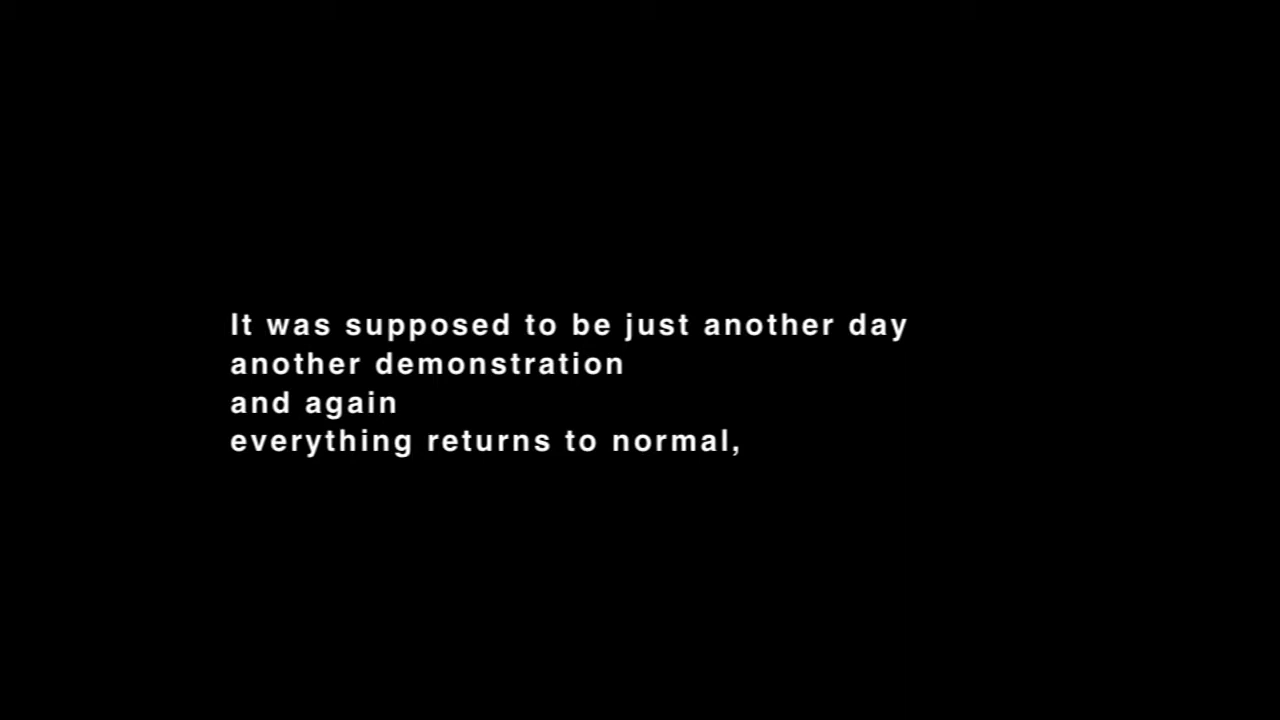 It was supposed to be just another day
another demonstration
and again
everything returns to normal,